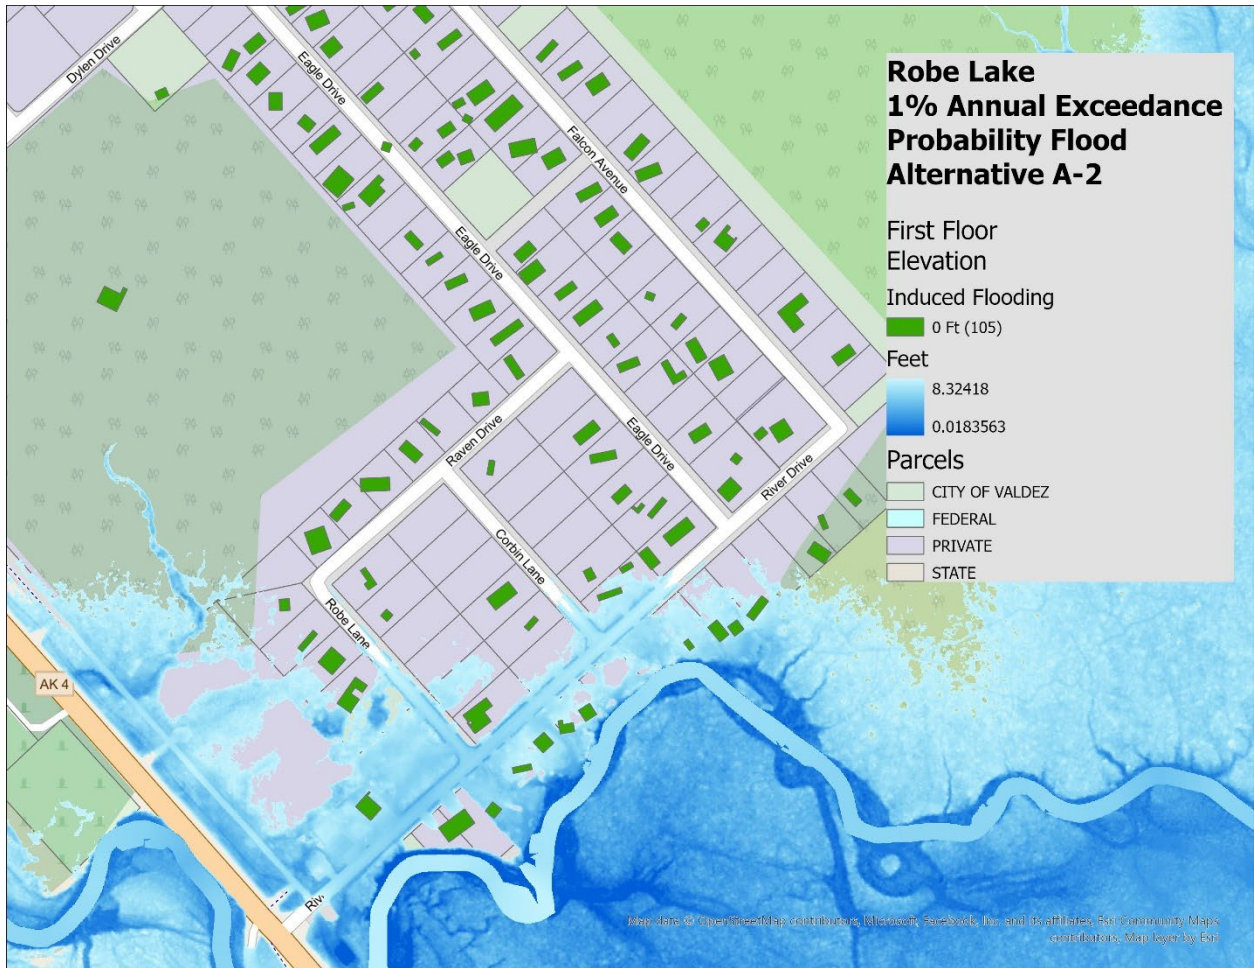 Robe Lake
1% Annual Exceedance
Probability Flood
Alternative A-2
First Floor
Elevation
Induced Flooding
0 Ft (105)
Feet
8.32418
0.0183563
Parcels
CITY OF VALDEZ
FEDERAL
PRIVATE
STATE
Dylen Drive
Eagle Drive
Falcon Avenue
Eagle Drive
Raven Drive
Eagle Drive
River Drive
Corbin Lane
Robe Lane
AK 4
Map data © OpenStreetMap contributors, Microsoft, Facebook, Inc. and its affiliates, Esri Community Maps
contributors, Map layer by Esri